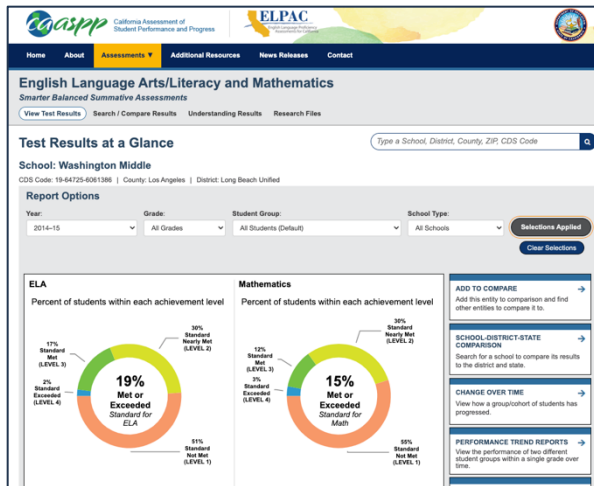 caaspp
California Assessment of
Student Performance and Progress
ELPAC
English Language Proficiency
Assessments for California
Home About Assessments ▼ Additional Resources News Releases Contact
English Language Arts/Literacy and Mathematics
Smarter Balanced Summative Assessments
View Test Results Search / Compare Results Understanding Results Research Files
Test Results at a Glance
Type a School, District, County, ZIP, CDS Code
School: Washington Middle
CDS Code: 19-64725-6061386 | County: Los Angeles | District: Long Beach Unified
Report Options
Year: Grade: Student Group: School Type:
2014–15 All Grades All Students (Default) All Schools Selections Applied
Clear Selections
ELA
Percent of students within each achievement level
30%
Standard
Nearly Met
(LEVEL 2)
17%
Standard
Met
(LEVEL 3)
2%
Standard
Exceeded
(LEVEL 4)
19%
Met or
Exceeded
Standard for
ELA
51%
Standard
Not Met
(LEVEL 1)
Mathematics
Percent of students within each achievement level
30%
Standard
Nearly Met
(LEVEL 2)
12%
Standard
Met
(LEVEL 3)
3%
Standard
Exceeded
(LEVEL 4)
15%
Met or
Exceeded
Standard for
Math
55%
Standard
Not Met
(LEVEL 1)
ADD TO COMPARE
Add this entity to comparison and find
other entities to compare it to.
SCHOOL-DISTRICT-STATE
COMPARISON
Search for a school to compare its results
to the district and state.
CHANGE OVER TIME
View how a group/cohort of students has
progressed.
PERFORMANCE TREND REPORTS
View the performance of two different
student groups within a single grade over
time.